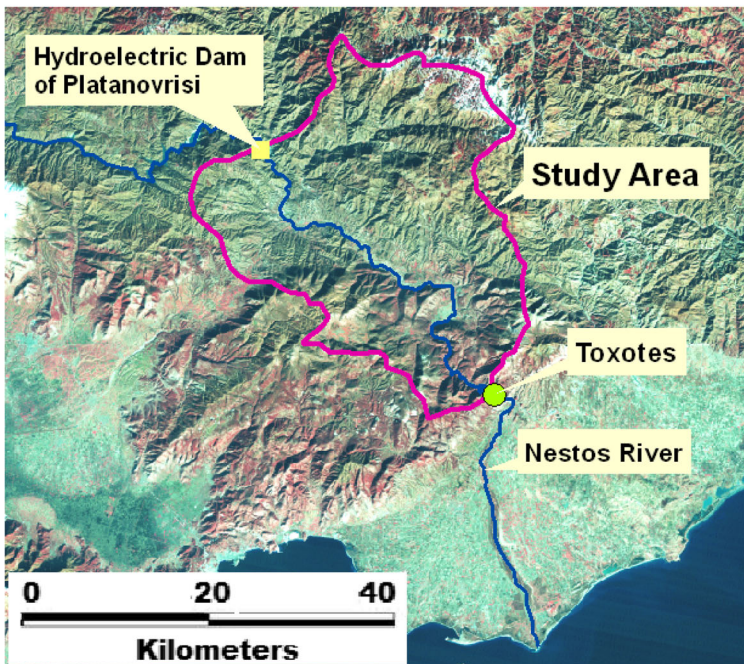 Hydroelectric Dam
of Platanovrisi
Study Area
Toxotes
Nestos River
0 20 40
Kilometers